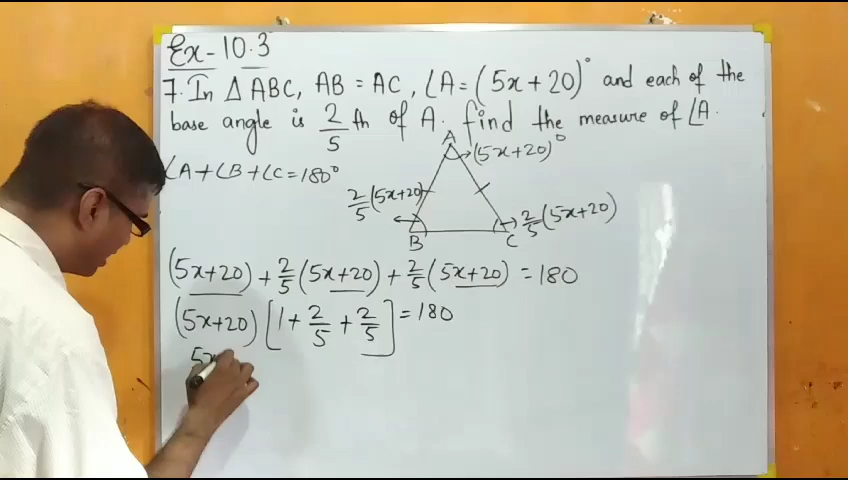 Ex-10.3
7. In △ABC, AB = AC, ∠A = (5x+20)° and each of the
base angle is 2/5 th of A. find the measure of ∠A.
A
(5x+20)°
∠A+∠B+∠C=180°
2/5(5x+20)
2/5(5x+20)
B
C
(5x+20) + 2/5(5x+20) + 2/5(5x+20) = 180
(5x+20)[1 + 2/5 + 2/5] = 180
5x